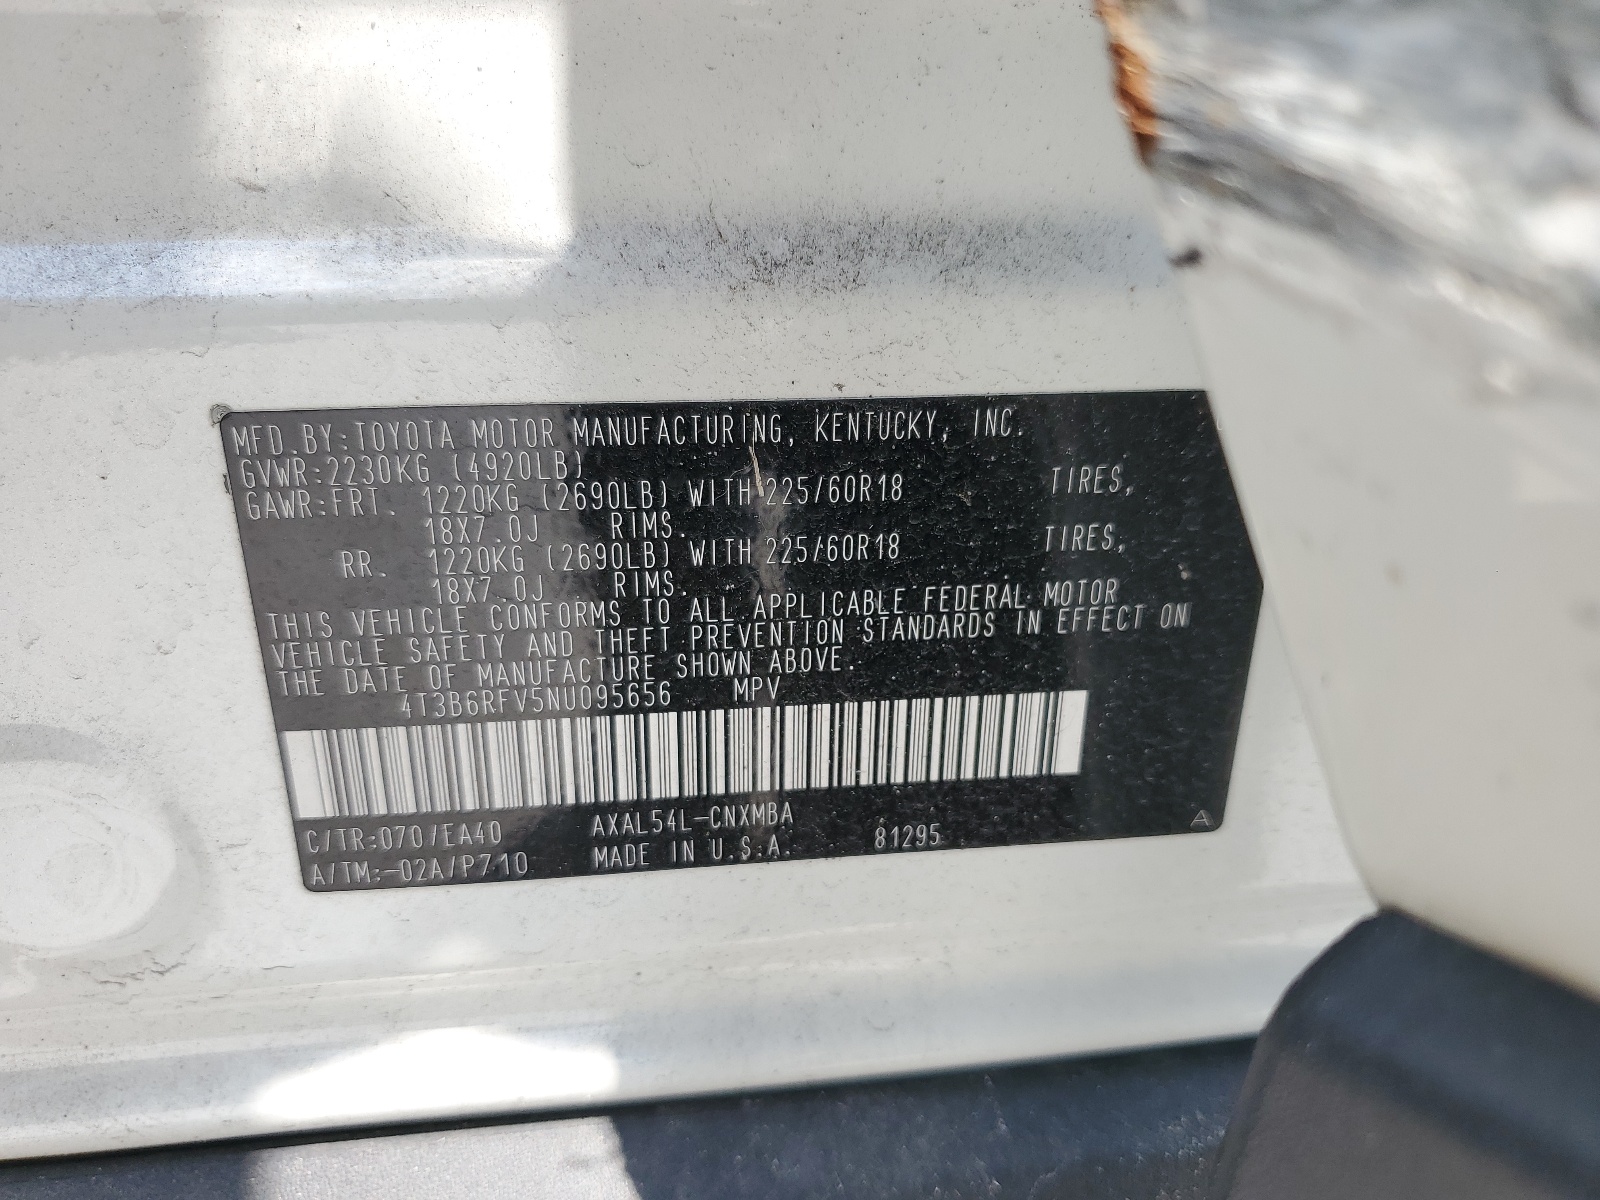 MFD.BY:TOYOTA MOTOR MANUFACTURING, KENTUCKY, INC.
GVWR:2230KG (4920LB)
GAWR:FRT. 1220KG (2690LB) WITH 225/60R18 TIRES,
18X7.0J RIMS.
RR. 1220KG (2690LB) WITH 225/60R18 TIRES,
18X7.0J RIMS.
THIS VEHICLE CONFORMS TO ALL APPLICABLE FEDERAL MOTOR
VEHICLE SAFETY AND THEFT PREVENTION STANDARDS IN EFFECT ON
THE DATE OF MANUFACTURE SHOWN ABOVE.
4T3B6RFV5NU095656 MPV
C/TR:070/EA40 AXAL54L-CNXMBA
A/TM:-02A/P710 MADE IN U.S.A. 81295
A